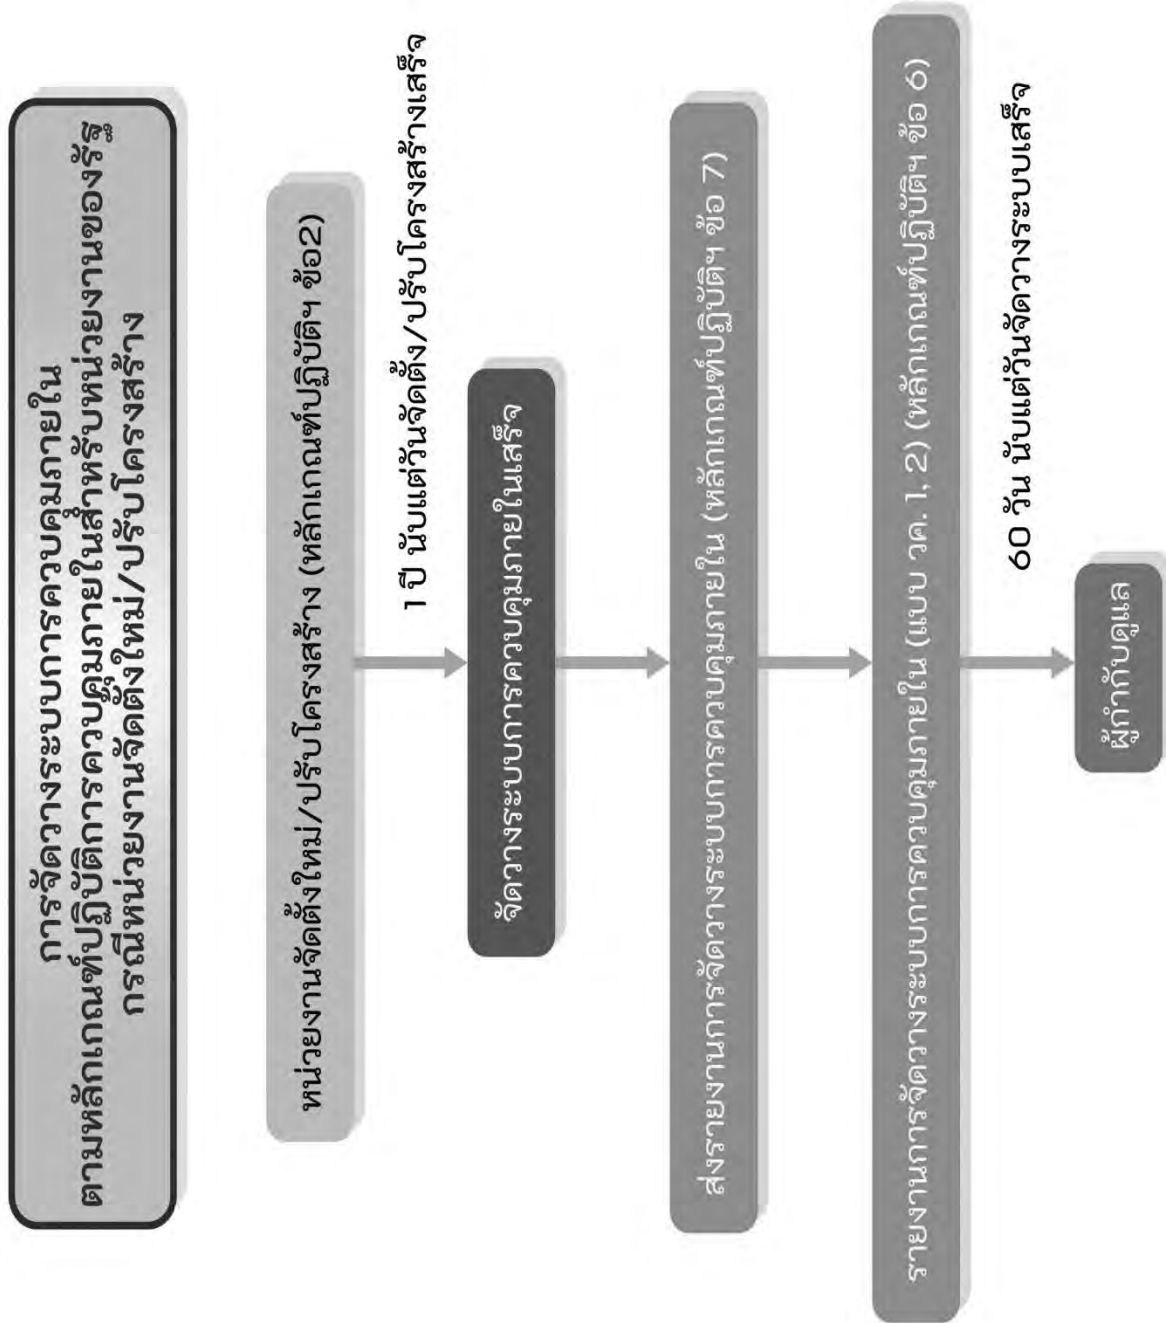 การจัดวางระบบการควบคุมภายใน
ตามหลักเกณฑ์ปฏิบัติการควบคุมภายในสำหรับหน่วยงานของรัฐ
กรณีหน่วยงานจัดตั้งใหม่/ปรับโครงสร้าง
หน่วยงานจัดตั้งใหม่/ปรับโครงสร้าง (หลักเกณฑ์ปฏิบัติฯ ข้อ2)
1 ปี นับแต่วันจัดตั้ง/ปรับโครงสร้างเสร็จ
จัดวางระบบการควบคุมภายในเสร็จ
ส่งรายงานการจัดวางระบบการควบคุมภายใน (หลักเกณฑ์ปฏิบัติฯ ข้อ 7)
รายงานการจัดวางระบบการควบคุมภายใน (แบบ วค.1,2) (หลักเกณฑ์ปฏิบัติฯ ข้อ 6)
60 วัน นับแต่วันจัดวางระบบเสร็จ
ผู้กำกับดูแล